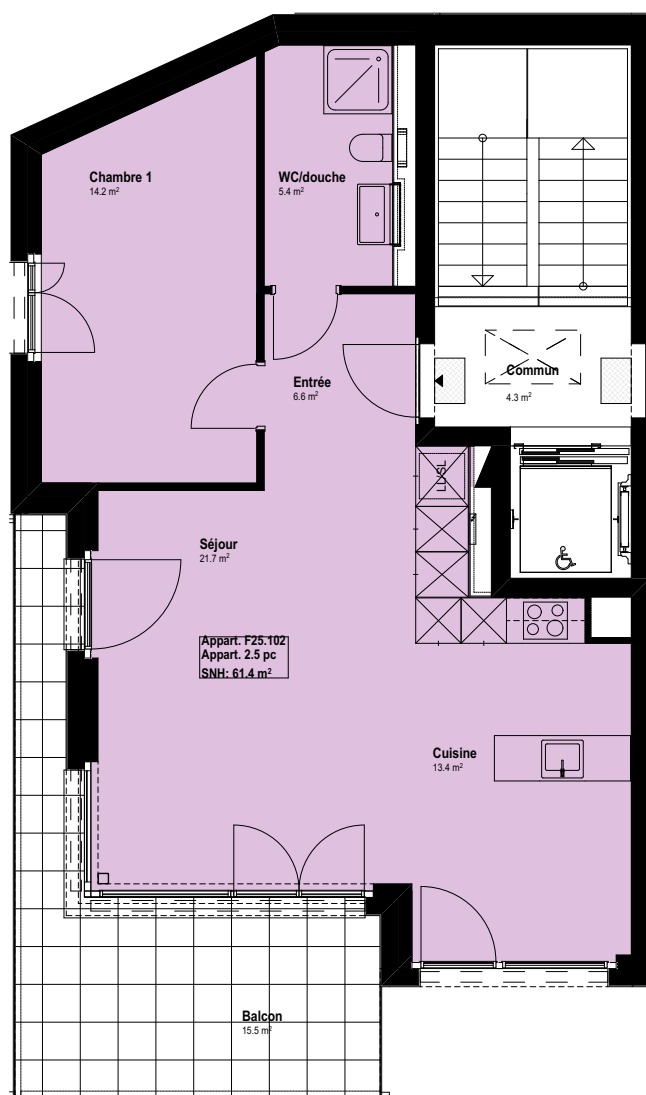 Chambre 1
14.2 m²
WC/douche
5.4 m²
Entrée
6.6 m²
Commun
4.3 m²
LL/SL
Séjour
21.7 m²
Appart. F25.102
Appart. 2.5 pc
SNH: 61.4 m²
Cuisine
13.4 m²
Balcon
15.5 m²